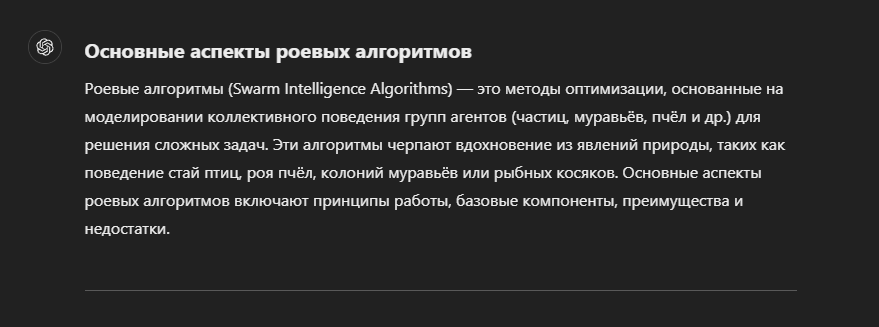 Основные аспекты роевых алгоритмов
Роевые алгоритмы (Swarm Intelligence Algorithms) — это методы оптимизации, основанные на
моделировании коллективного поведения групп агентов (частиц, муравьёв, пчёл и др.) для
решения сложных задач. Эти алгоритмы черпают вдохновение из явлений природы, таких как
поведение стай птиц, роя пчёл, колоний муравьёв или рыбных косяков. Основные аспекты
роевых алгоритмов включают принципы работы, базовые компоненты, преимущества и
недостатки.